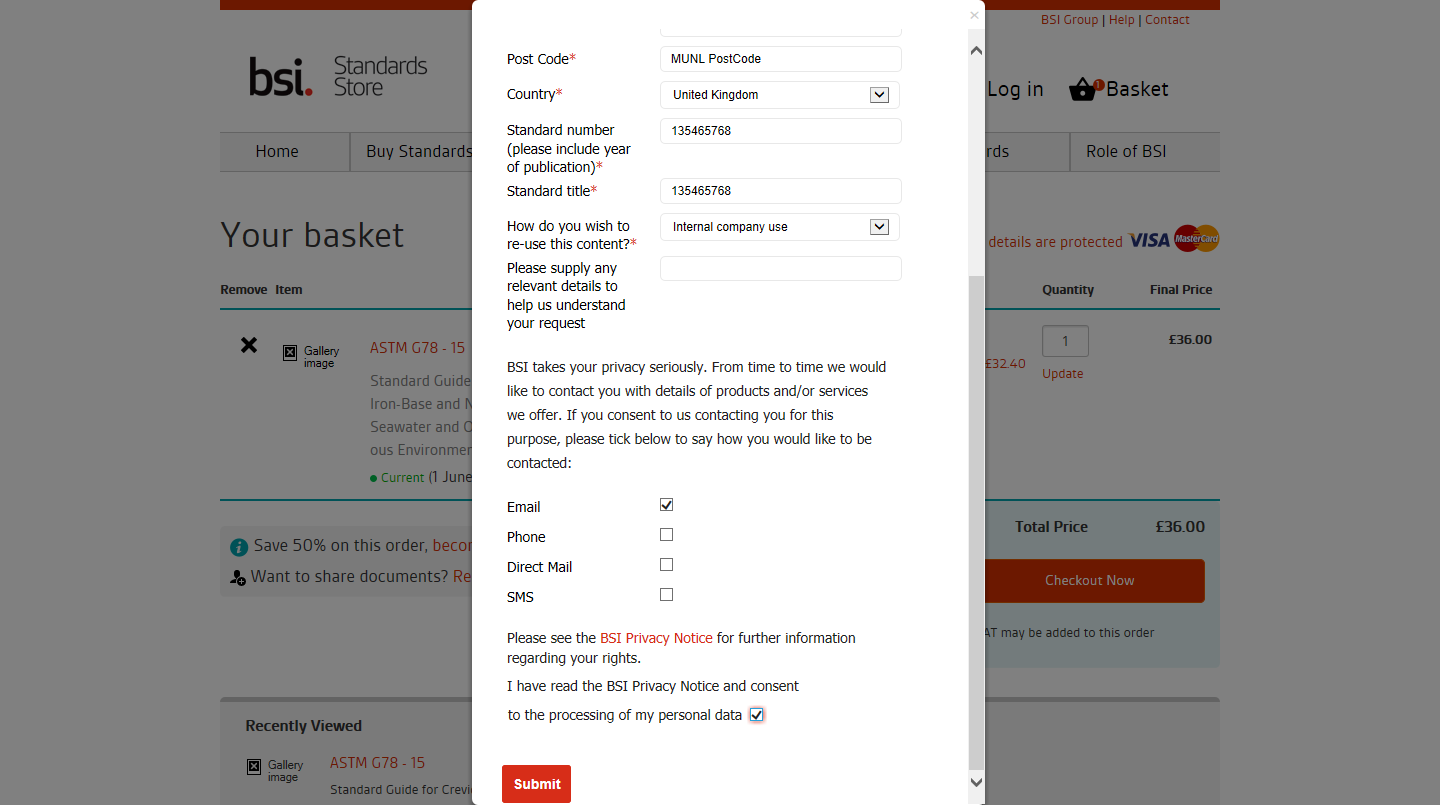 ×
BSI Group | Help | Contact
bsi. Standards
Store
Log in
1 Basket
Home
Buy Standards
rds
Role of BSI
Post Code*
MUNL PostCode
Country*
United Kingdom
Standard number
(please include year
of publication)*
135465768
Standard title*
135465768
How do you wish to
re-use this content?*
Internal company use
Please supply any
relevant details to
help us understand
your request
BSI takes your privacy seriously. From time to time we would
like to contact you with details of products and/or services
we offer. If you consent to us contacting you for this
purpose, please tick below to say how you would like to be
contacted:
Email
Phone
Direct Mail
SMS
Please see the BSI Privacy Notice for further information
regarding your rights.
I have read the BSI Privacy Notice and consent
to the processing of my personal data
Submit
Your basket
details are protected VISA MasterCard
Remove Item
Quantity
Final Price
Gallery
image
ASTM G78 - 15
Standard Guide
Iron-Base and N
Seawater and O
ous Environmen
Current (1 June
£32.40
1
Update
£36.00
Save 50% on this order, becom
Want to share documents? Re
Total Price
£36.00
Checkout Now
AT may be added to this order
Recently Viewed
Gallery
image
ASTM G78 - 15
Standard Guide for Crevi